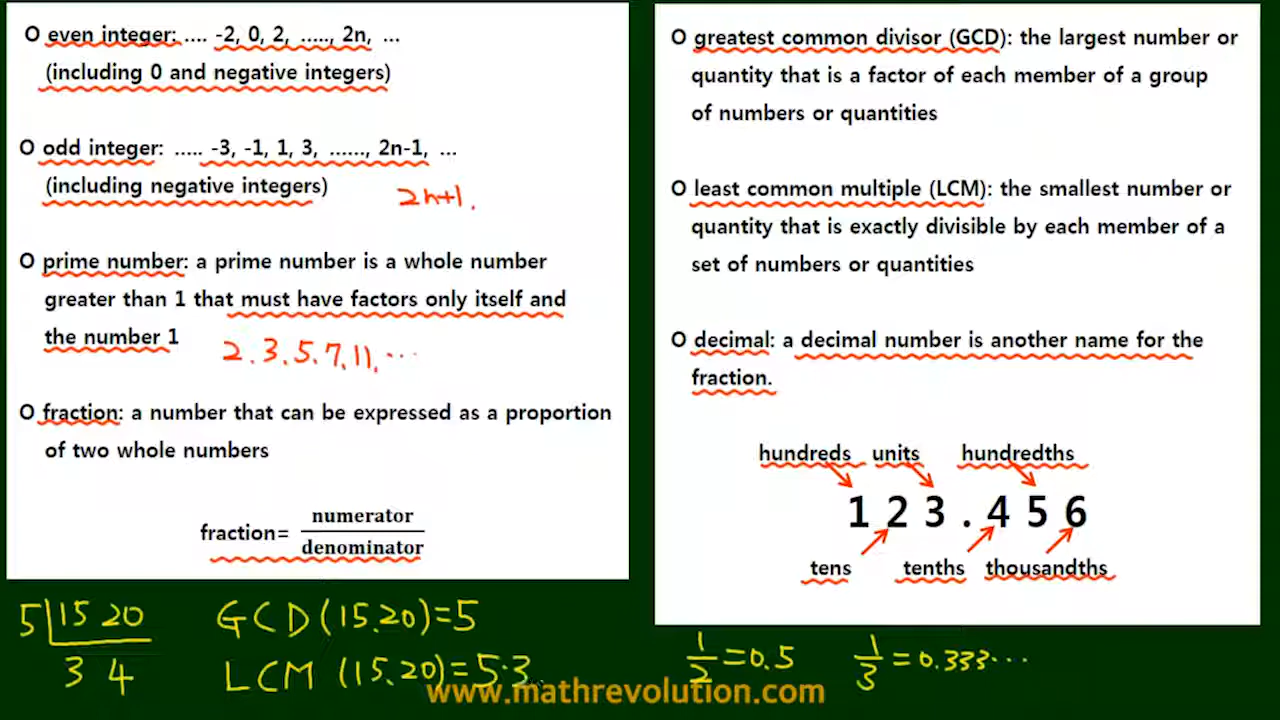 O even integer: .... -2, 0, 2, ....., 2n, ...
(including 0 and negative integers)
O odd integer: ..... -3, -1, 1, 3, ......, 2n-1, ...
(including negative integers)
2n+1.
O prime number: a prime number is a whole number
greater than 1 that must have factors only itself and
the number 1
2.3.5.7.11. ...
O fraction: a number that can be expressed as a proportion
of two whole numbers
fraction= numerator
denominator
O greatest common divisor (GCD): the largest number or
quantity that is a factor of each member of a group
of numbers or quantities
O least common multiple (LCM): the smallest number or
quantity that is exactly divisible by each member of a
set of numbers or quantities
O decimal: a decimal number is another name for the
fraction.
hundreds units hundredths
1 2 3 . 4 5 6
tens tenths thousandths
5 15 20
3 4
GCD(15.20)=5
LCM (15.20)=5·3
1/2=0.5
1/3=0.333...
www.mathrevolution.com